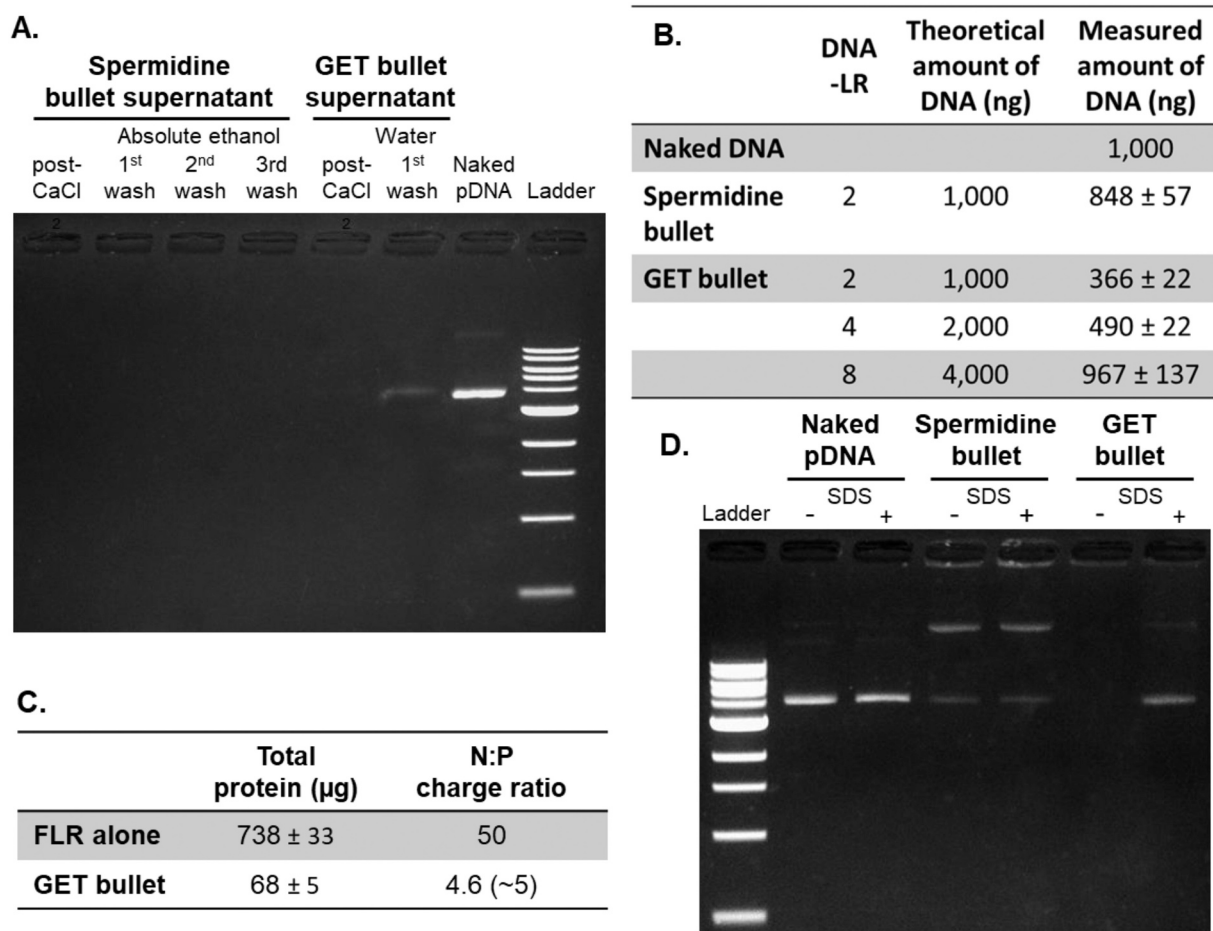 A.
Spermidine
bullet supernatant
GET bullet
supernatant
Absolute ethanol
Water
post-
CaCl
2
1st
wash
2nd
wash
3rd
wash
post-
CaCl
2
1st
wash
Naked
pDNA
Ladder
B.
DNA
-LR
Theoretical
amount of
DNA (ng)
Measured
amount of
DNA (ng)
Naked DNA 1,000
Spermidine
bullet
2 1,000 848 ± 57
GET bullet 2 1,000 366 ± 22
4 2,000 490 ± 22
8 4,000 967 ± 137
C.
Total
protein (µg)
N:P
charge ratio
FLR alone 738 ± 33 50
GET bullet 68 ± 5 4.6 (~5)
D.
Naked
pDNA
Spermidine
bullet
GET
bullet
SDS SDS SDS
Ladder - + - + - +